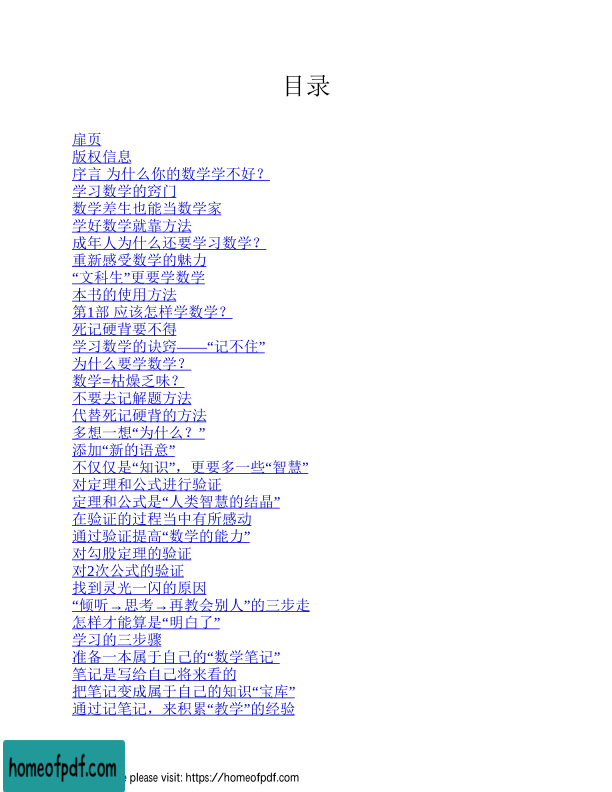 目录
扉页
版权信息
序言 为什么你的数学学不好？
学习数学的窍门
数学差生也能当数学家
学好数学就靠方法
成年人为什么还要学习数学？
重新感受数学的魅力
“文科生”更要学数学
本书的使用方法
第1部 应该怎样学数学？
死记硬背要不得
学习数学的诀窍——“记不住”
为什么要学数学？
数学=枯燥乏味？
不要去记解题方法
代替死记硬背的方法
多想一想“为什么？”
添加“新的语意”
不仅仅是“知识”，更要多一些“智慧”
对定理和公式进行验证
定理和公式是“人类智慧的结晶”
在验证的过程当中有所感动
通过验证提高“数学的能力”
对勾股定理的验证
对2次公式的验证
找到灵光一闪的原因
“倾听→思考→再教会别人”的三步走
怎样才能算是“明白了”
学习的三步骤
准备一本属于自己的“数学笔记”
笔记是写给自己将来看的
把笔记变成属于自己的知识“宝库”
通过记笔记，来积累“教学”的经验
homeofpdf.com
e please visit: https://homeofpdf.com